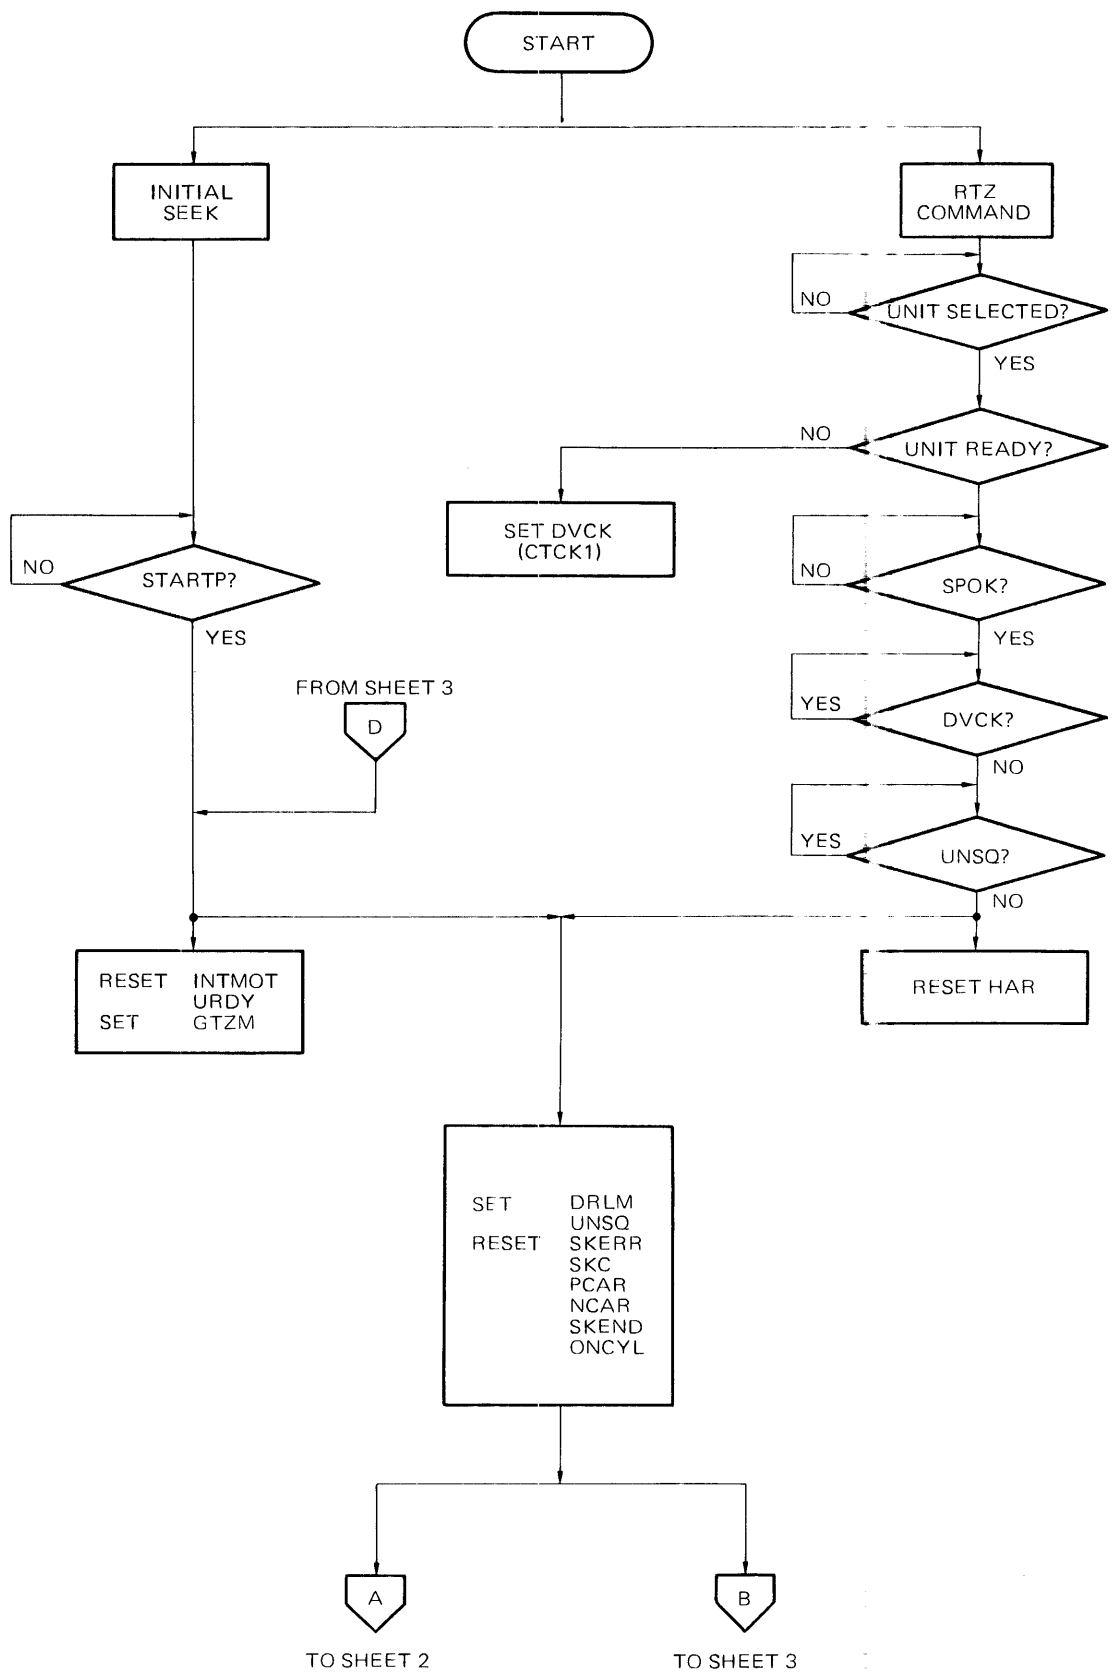 START
INITIAL
SEEK
RTZ
COMMAND
NO
UNIT SELECTED?
YES
NO
UNIT READY?
SET DVCK
(CTCK1)
NO
STARTP?
YES
NO
SPOK?
YES
FROM SHEET 3
D
YES
DVCK?
NO
YES
UNSQ?
NO
RESET INTMOT
URDY
SET GTZM
RESET HAR
SET DRLM
UNSQ
RESET SKERR
SKC
PCAR
NCAR
SKEND
ONCYL
A
B
TO SHEET 2
TO SHEET 3